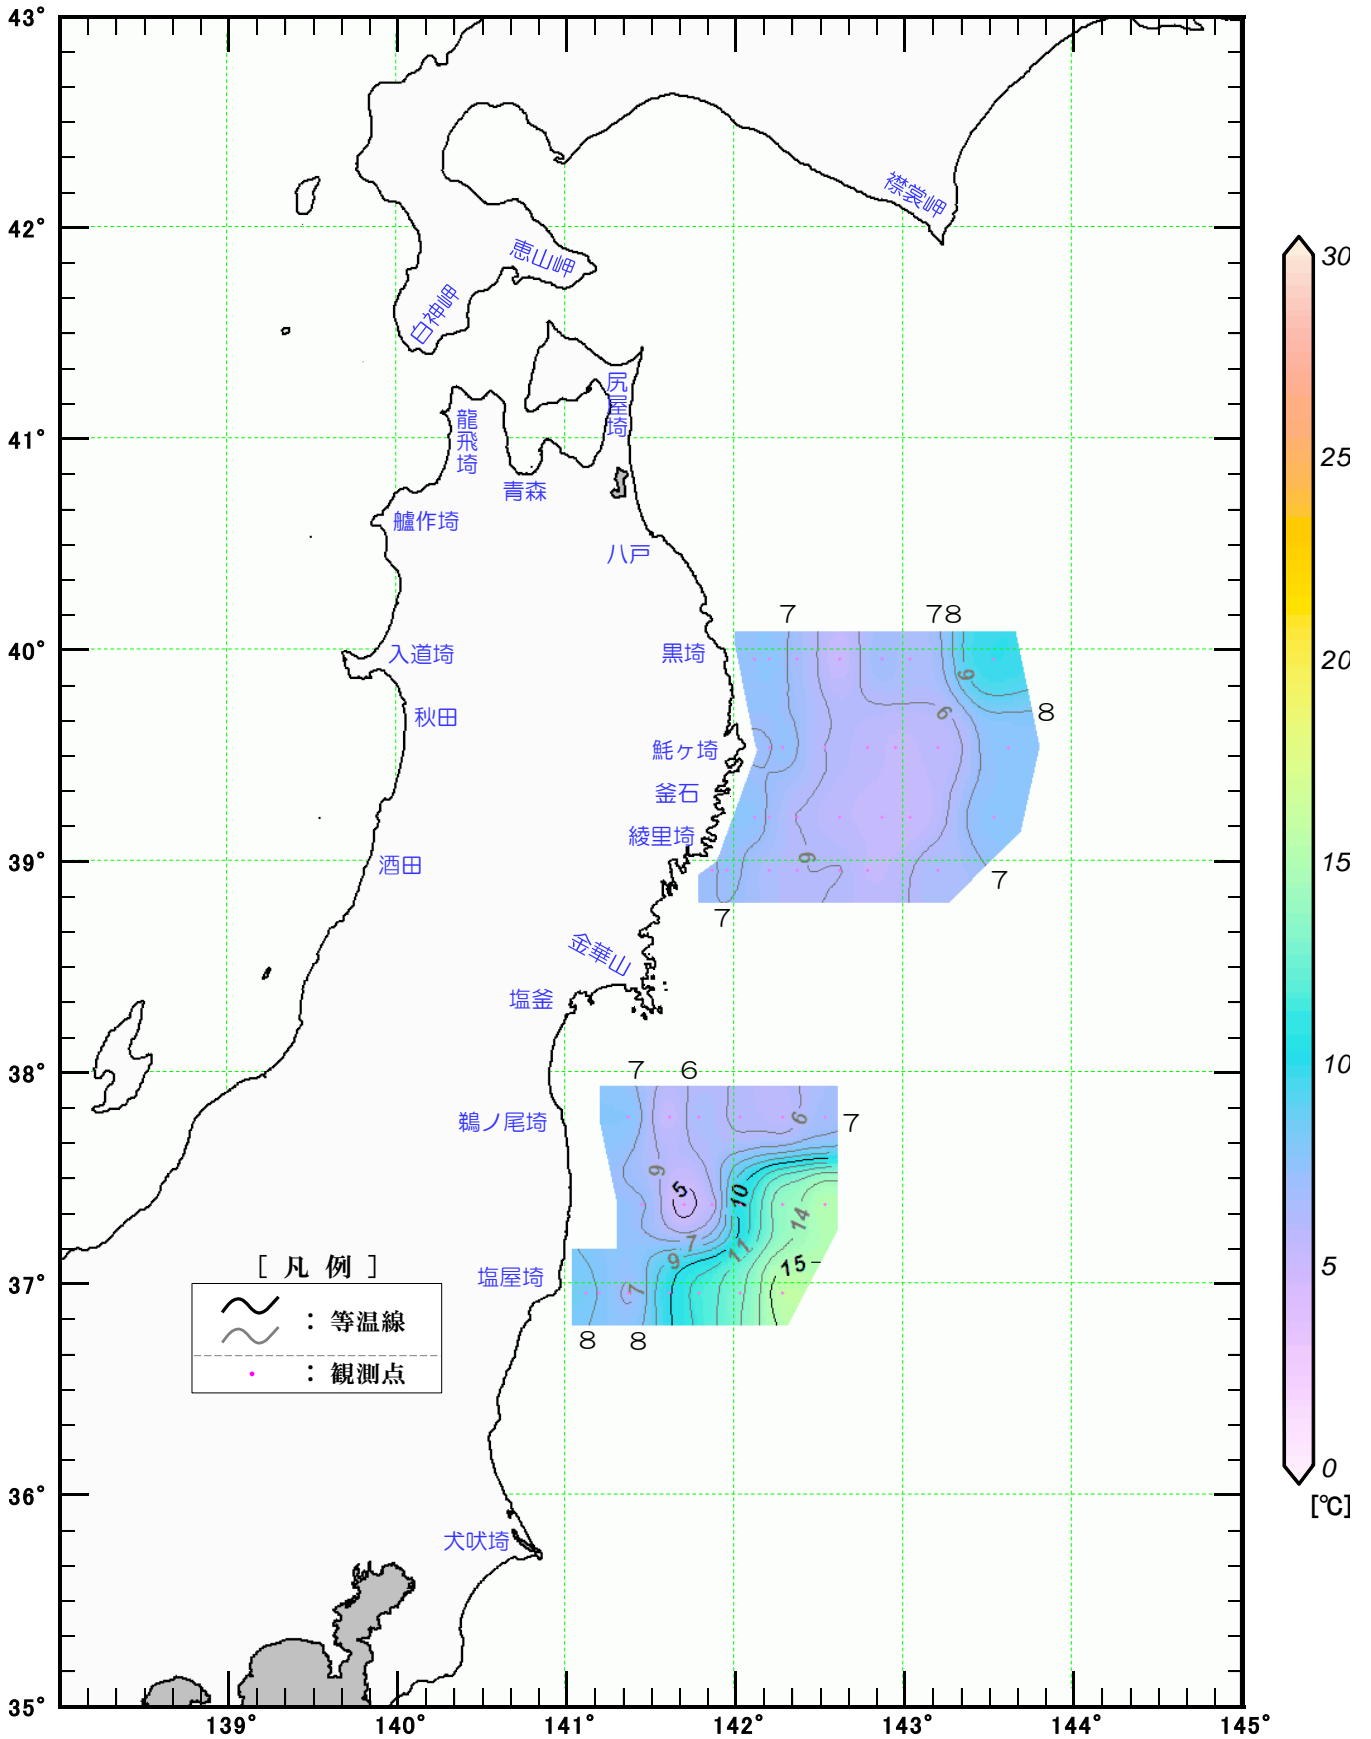 43°
42°
41°
40°
39°
38°
37°
36°
35°
139°
140°
141°
142°
143°
144°
145°
襟裳岬
恵山岬
白神岬
尻屋埼
龍飛埼
青森
艫作埼
八戸
入道埼
黒埼
秋田
魹ヶ埼
釜石
綾里埼
酒田
金華山
塩釜
鵜ノ尾埼
塩屋埼
犬吠埼
7
7 8
9
6
8
6
7
7
7
6
6
7
6
5
10
14
7
9
11
15
7
8
8
[ 凡 例 ]
: 等温線
: 観測点
30
25
20
15
10
5
0
[℃]